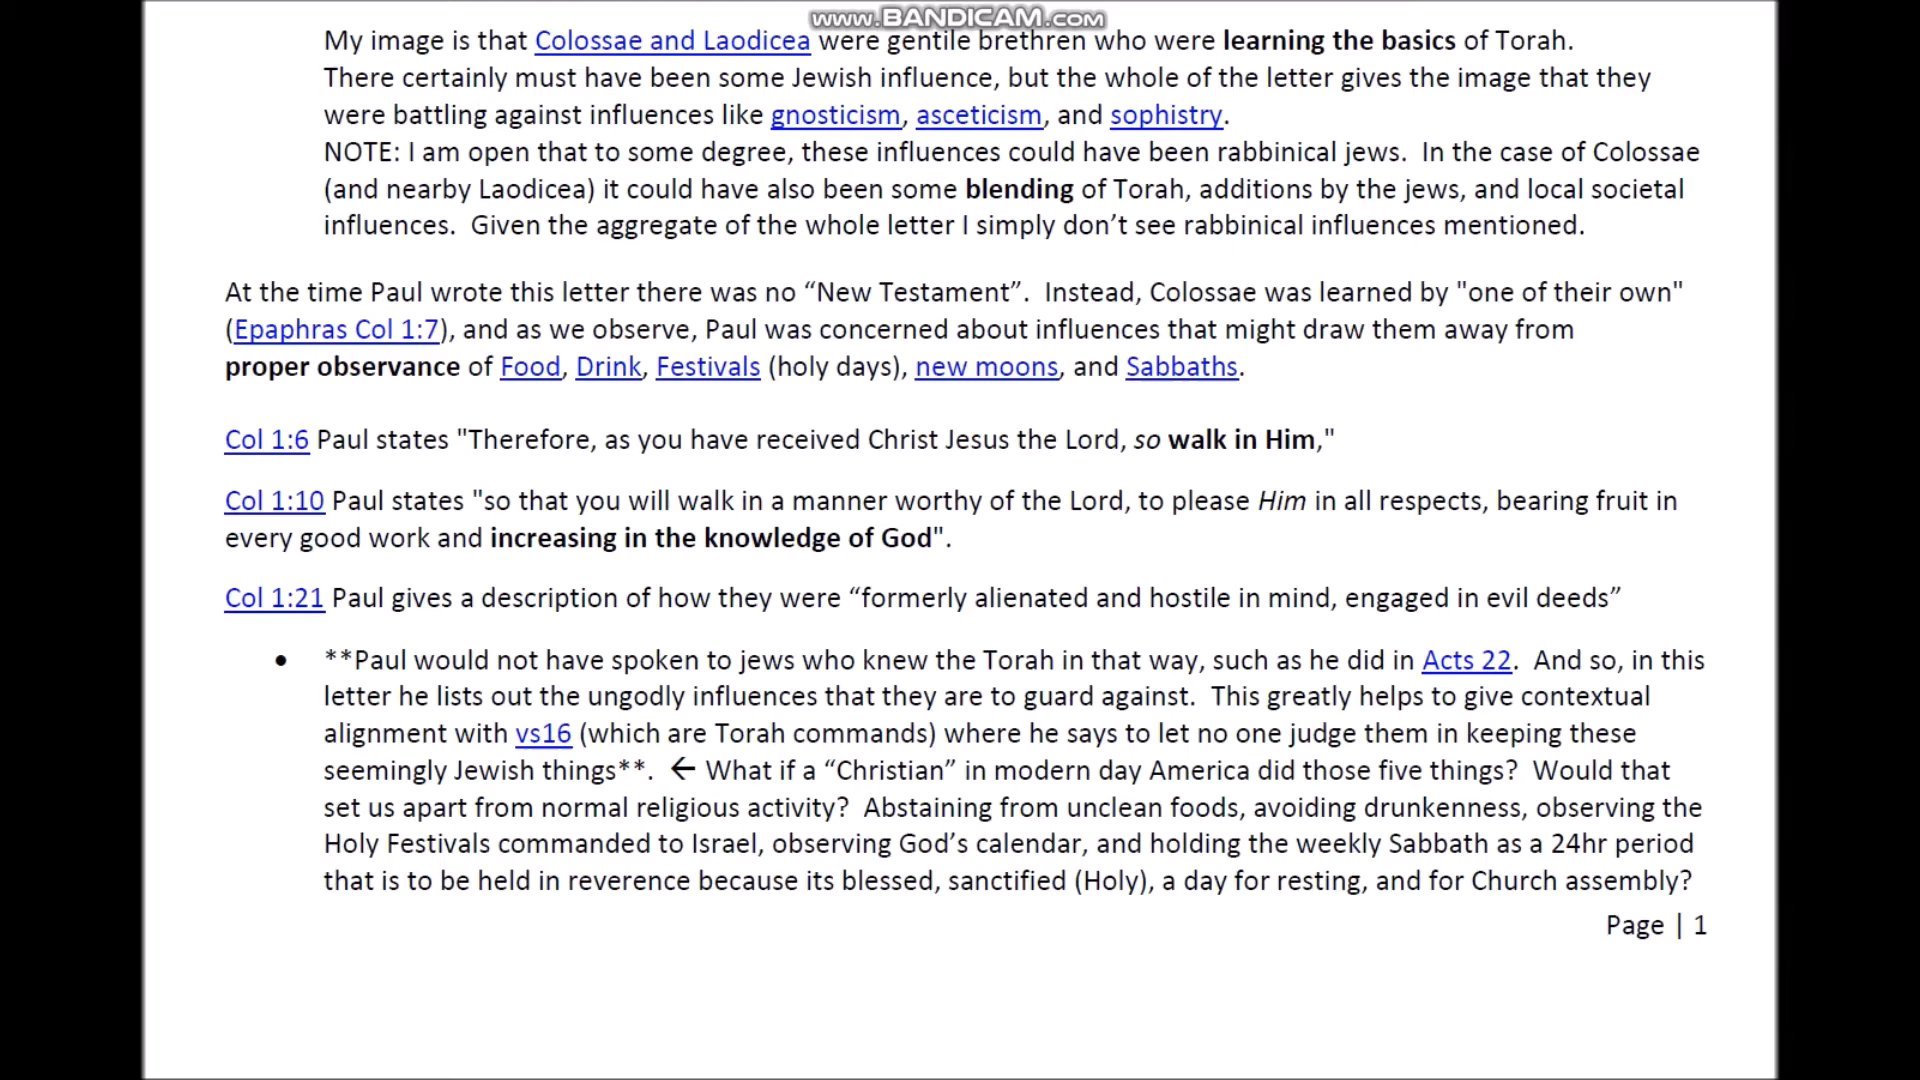 www.BANDICAM.com
My image is that Colossae and Laodicea were gentile brethren who were learning the basics of Torah.
There certainly must have been some Jewish influence, but the whole of the letter gives the image that they
were battling against influences like gnosticism, asceticism, and sophistry.
NOTE: I am open that to some degree, these influences could have been rabbinical jews.  In the case of Colossae
(and nearby Laodicea) it could have also been some blending of Torah, additions by the jews, and local societal
influences.  Given the aggregate of the whole letter I simply don’t see rabbinical influences mentioned.
At the time Paul wrote this letter there was no “New Testament”.  Instead, Colossae was learned by "one of their own"
(Epaphras Col 1:7), and as we observe, Paul was concerned about influences that might draw them away from
proper observance of Food, Drink, Festivals (holy days), new moons, and Sabbaths.
Col 1:6 Paul states "Therefore, as you have received Christ Jesus the Lord, so walk in Him,"
Col 1:10 Paul states "so that you will walk in a manner worthy of the Lord, to please Him in all respects, bearing fruit in
every good work and increasing in the knowledge of God".
Col 1:21 Paul gives a description of how they were “formerly alienated and hostile in mind, engaged in evil deeds”
• **Paul would not have spoken to jews who knew the Torah in that way, such as he did in Acts 22.  And so, in this
letter he lists out the ungodly influences that they are to guard against.  This greatly helps to give contextual
alignment with vs16 (which are Torah commands) where he says to let no one judge them in keeping these
seemingly Jewish things**.  ← What if a “Christian” in modern day America did those five things?  Would that
set us apart from normal religious activity?  Abstaining from unclean foods, avoiding drunkenness, observing the
Holy Festivals commanded to Israel, observing God’s calendar, and holding the weekly Sabbath as a 24hr period
that is to be held in reverence because its blessed, sanctified (Holy), a day for resting, and for Church assembly?
Page | 1